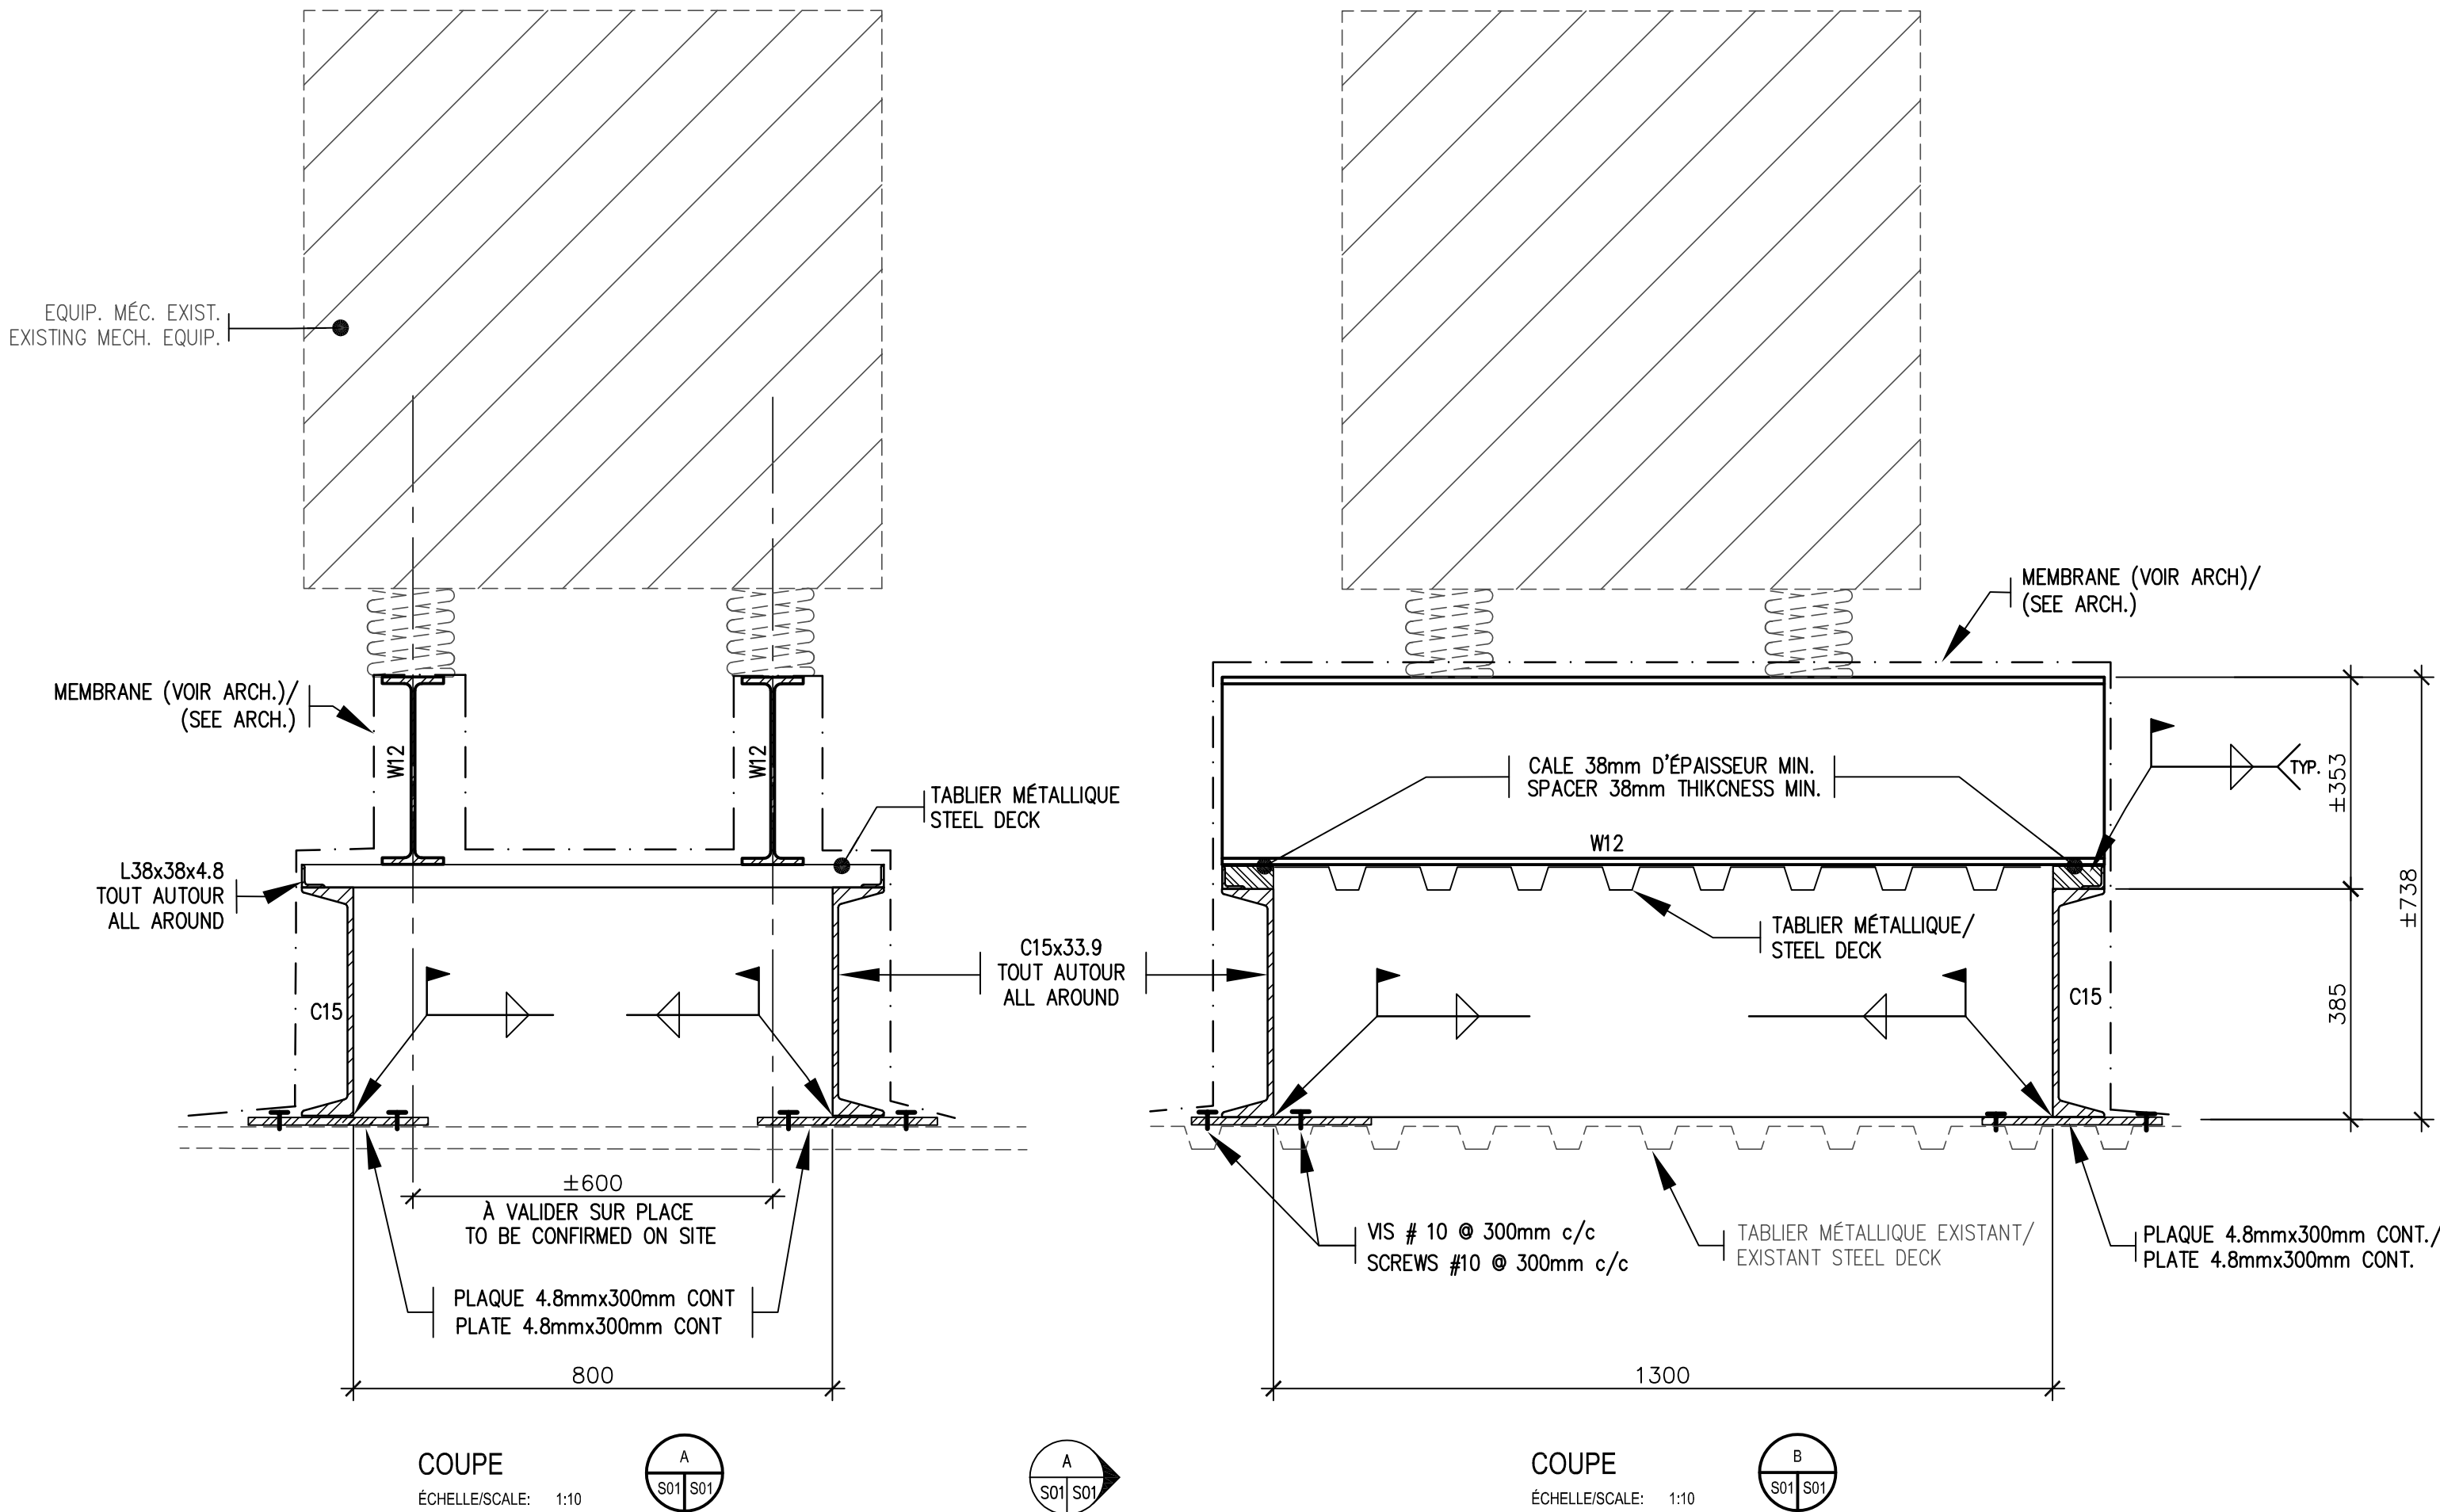 EQUIP. MÉC. EXIST.
EXISTING MECH. EQUIP.
MEMBRANE (VOIR ARCH.)/
(SEE ARCH.)
W12
W12
TABLIER MÉTALLIQUE
STEEL DECK
L38x38x4.8
TOUT AUTOUR
ALL AROUND
C15
C15x33.9
TOUT AUTOUR
ALL AROUND
±600
À VALIDER SUR PLACE
TO BE CONFIRMED ON SITE
PLAQUE 4.8mmx300mm CONT
PLATE 4.8mmx300mm CONT
800
COUPE
ÉCHELLE/SCALE: 1:10
A
S01 S01
A
S01 S01
MEMBRANE (VOIR ARCH)/
(SEE ARCH.)
CALE 38mm D'ÉPAISSEUR MIN.
SPACER 38mm THIKCNESS MIN.
W12
TYP.
±353
±738
385
TABLIER MÉTALLIQUE/
STEEL DECK
C15
VIS # 10 @ 300mm c/c
SCREWS #10 @ 300mm c/c
TABLIER MÉTALLIQUE EXISTANT/
EXISTANT STEEL DECK
PLAQUE 4.8mmx300mm CONT./
PLATE 4.8mmx300mm CONT.
1300
COUPE
ÉCHELLE/SCALE: 1:10
B
S01 S01